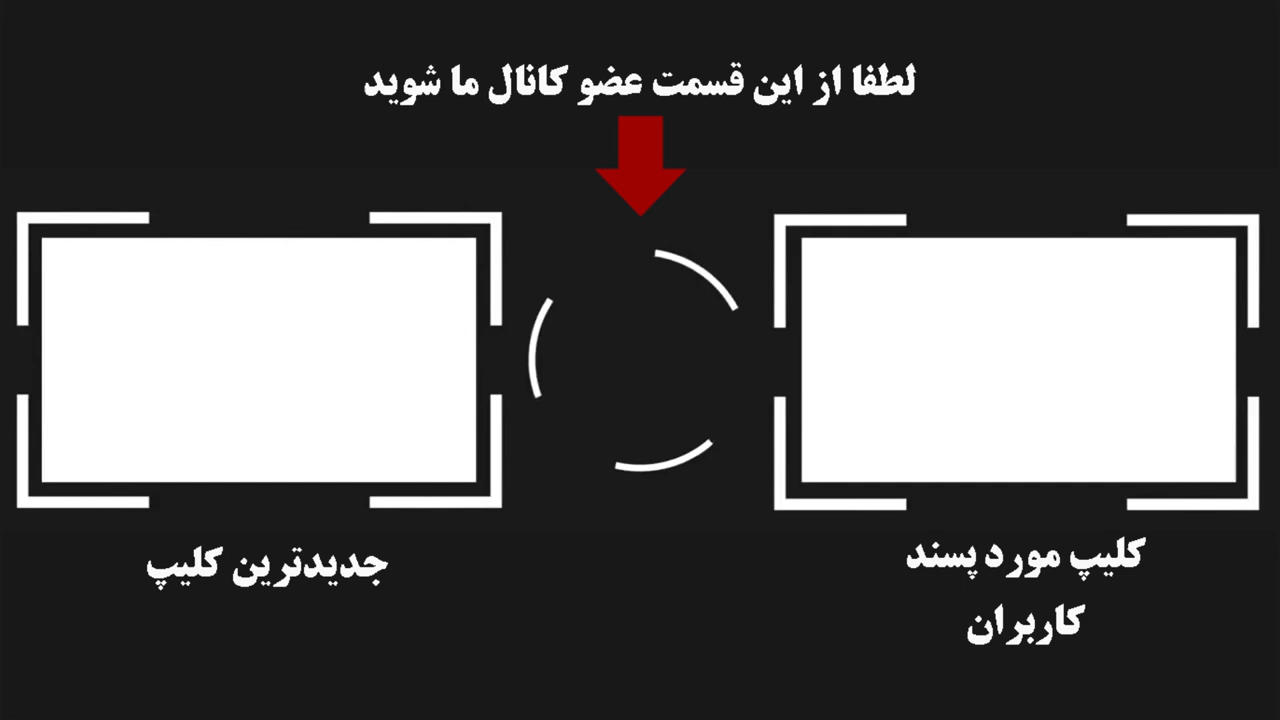 لطفا از این قسمت عضو کانال ما شوید
کلیپ مورد پسند
کاربران
جدیدترین کلیپ